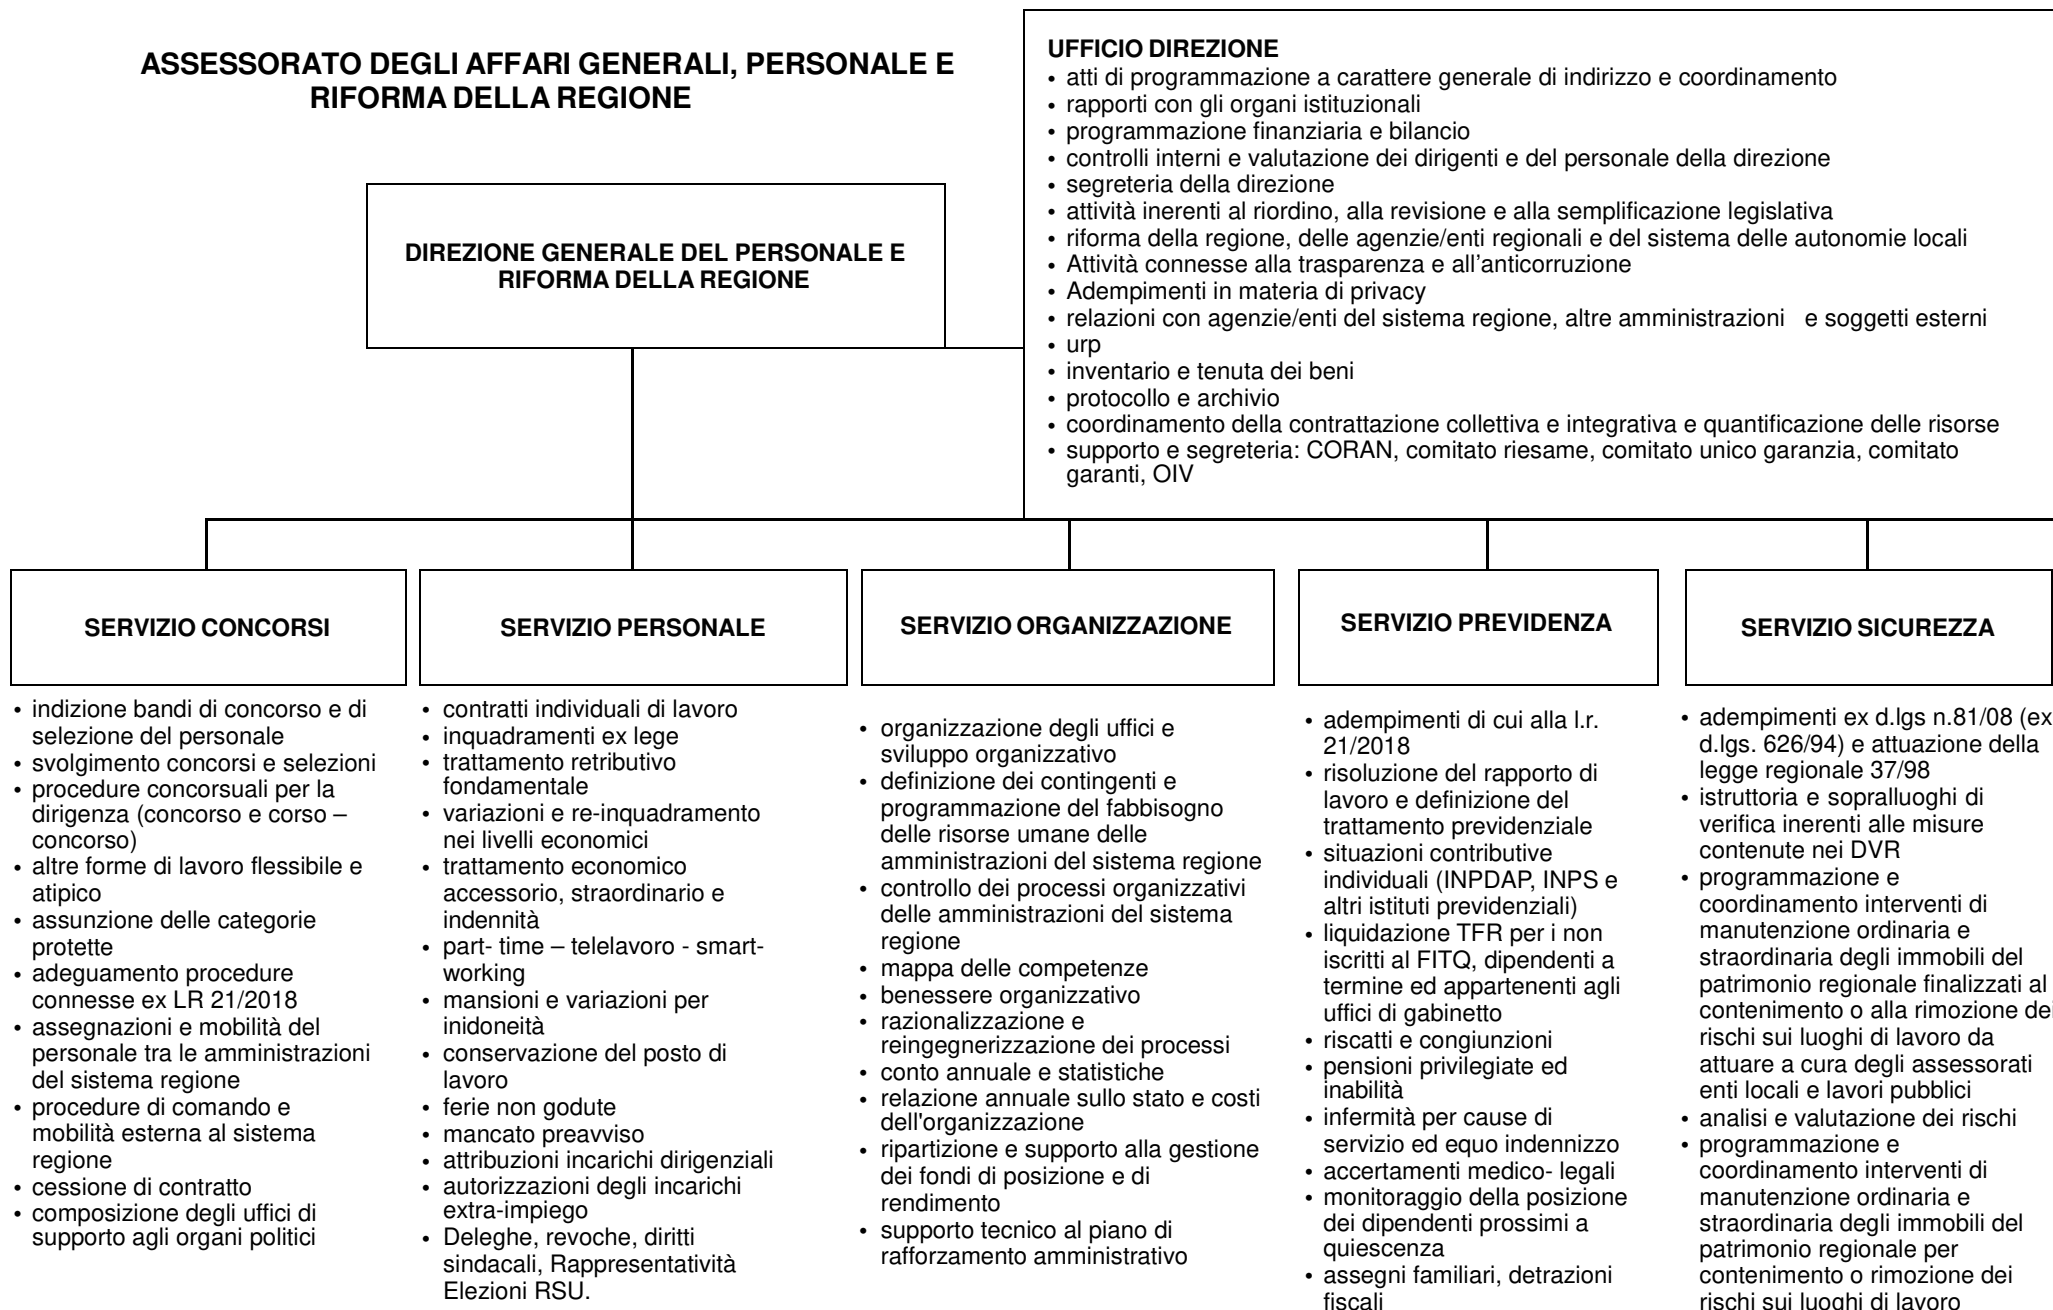 ASSESSORATO DEGLI AFFARI GENERALI, PERSONALE E
RIFORMA DELLA REGIONE
DIREZIONE GENERALE DEL PERSONALE E
RIFORMA DELLA REGIONE
UFFICIO DIREZIONE
• atti di programmazione a carattere generale di indirizzo e coordinamento
• rapporti con gli organi istituzionali
• programmazione finanziaria e bilancio
• controlli interni e valutazione dei dirigenti e del personale della direzione
• segreteria della direzione
• attività inerenti al riordino, alla revisione e alla semplificazione legislativa
• riforma della regione, delle agenzie/enti regionali e del sistema delle autonomie locali
• Attività connesse alla trasparenza e all'anticorruzione
• Adempimenti in materia di privacy
• relazioni con agenzie/enti del sistema regione, altre amministrazioni e soggetti esterni
• urp
• inventario e tenuta dei beni
• protocollo e archivio
• coordinamento della contrattazione collettiva e integrativa e quantificazione delle risorse
• supporto e segreteria: CORAN, comitato riesame, comitato unico garanzia, comitato
garanti, OIV
SERVIZIO CONCORSI
• indizione bandi di concorso e di
selezione del personale
• svolgimento concorsi e selezioni
• procedure concorsuali per la
dirigenza (concorso e corso –
concorso)
• altre forme di lavoro flessibile e
atipico
• assunzione delle categorie
protette
• adeguamento procedure
connesse ex LR 21/2018
• assegnazioni e mobilità del
personale tra le amministrazioni
del sistema regione
• procedure di comando e
mobilità esterna al sistema
regione
• cessione di contratto
• composizione degli uffici di
supporto agli organi politici
SERVIZIO PERSONALE
• contratti individuali di lavoro
• inquadramenti ex lege
• trattamento retributivo
fondamentale
• variazioni e re-inquadramento
nei livelli economici
• trattamento economico
accessorio, straordinario e
indennità
• part- time – telelavoro - smart-
working
• mansioni e variazioni per
inidoneità
• conservazione del posto di
lavoro
• ferie non godute
• mancato preavviso
• attribuzioni incarichi dirigenziali
• autorizzazioni degli incarichi
extra-impiego
• Deleghe, revoche, diritti
sindacali, Rappresentatività
Elezioni RSU.
SERVIZIO ORGANIZZAZIONE
• organizzazione degli uffici e
sviluppo organizzativo
• definizione dei contingenti e
programmazione del fabbisogno
delle risorse umane delle
amministrazioni del sistema regione
• controllo dei processi organizzativi
delle amministrazioni del sistema
regione
• mappa delle competenze
• benessere organizzativo
• razionalizzazione e
reingegnerizzazione dei processi
• conto annuale e statistiche
• relazione annuale sullo stato e costi
dell'organizzazione
• ripartizione e supporto alla gestione
dei fondi di posizione e di
rendimento
• supporto tecnico al piano di
rafforzamento amministrativo
SERVIZIO PREVIDENZA
• adempimenti di cui alla l.r.
21/2018
• risoluzione del rapporto di
lavoro e definizione del
trattamento previdenziale
• situazioni contributive
individuali (INPDAP, INPS e
altri istituti previdenziali)
• liquidazione TFR per i non
iscritti al FITQ, dipendenti a
termine ed appartenenti agli
uffici di gabinetto
• riscatti e congiunzioni
• pensioni privilegiate ed
inabilità
• infermità per cause di
servizio ed equo indennizzo
• accertamenti medico- legali
• monitoraggio della posizione
dei dipendenti prossimi a
quiescenza
• assegni familiari, detrazioni
fiscali
SERVIZIO SICUREZZA
• adempimenti ex d.lgs n.81/08 (ex
d.lgs. 626/94) e attuazione della
legge regionale 37/98
• istruttoria e sopralluoghi di
verifica inerenti alle misure
contenute nei DVR
• programmazione e
coordinamento interventi di
manutenzione ordinaria e
straordinaria degli immobili del
patrimonio regionale finalizzati al
contenimento o alla rimozione dei
rischi sui luoghi di lavoro da
attuare a cura degli assessorati
enti locali e lavori pubblici
• analisi e valutazione dei rischi
• programmazione e
coordinamento interventi di
manutenzione ordinaria e
straordinaria degli immobili del
patrimonio regionale per
contenimento o rimozione dei
rischi sui luoghi di lavoro